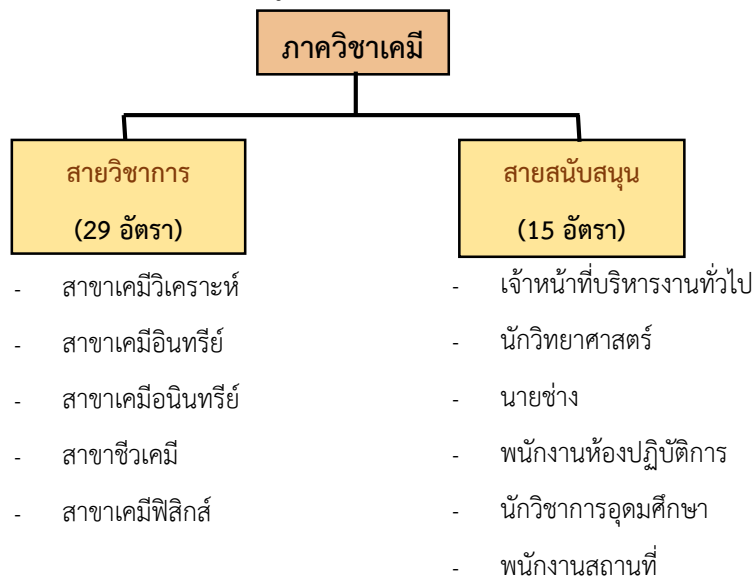 ภาควิชาเคมี
สายวิชาการ
(29 อัตรา)
- สาขาเคมีวิเคราะห์
- สาขาเคมีอินทรีย์
- สาขาเคมีอนินทรีย์
- สาขาชีวเคมี
- สาขาเคมีฟิสิกส์
สายสนับสนุน
(15 อัตรา)
- เจ้าหน้าที่บริหารงานทั่วไป
- นักวิทยาศาสตร์
- นายช่าง
- พนักงานห้องปฏิบัติการ
- นักวิชาการอุดมศึกษา
- พนักงานสถานที่